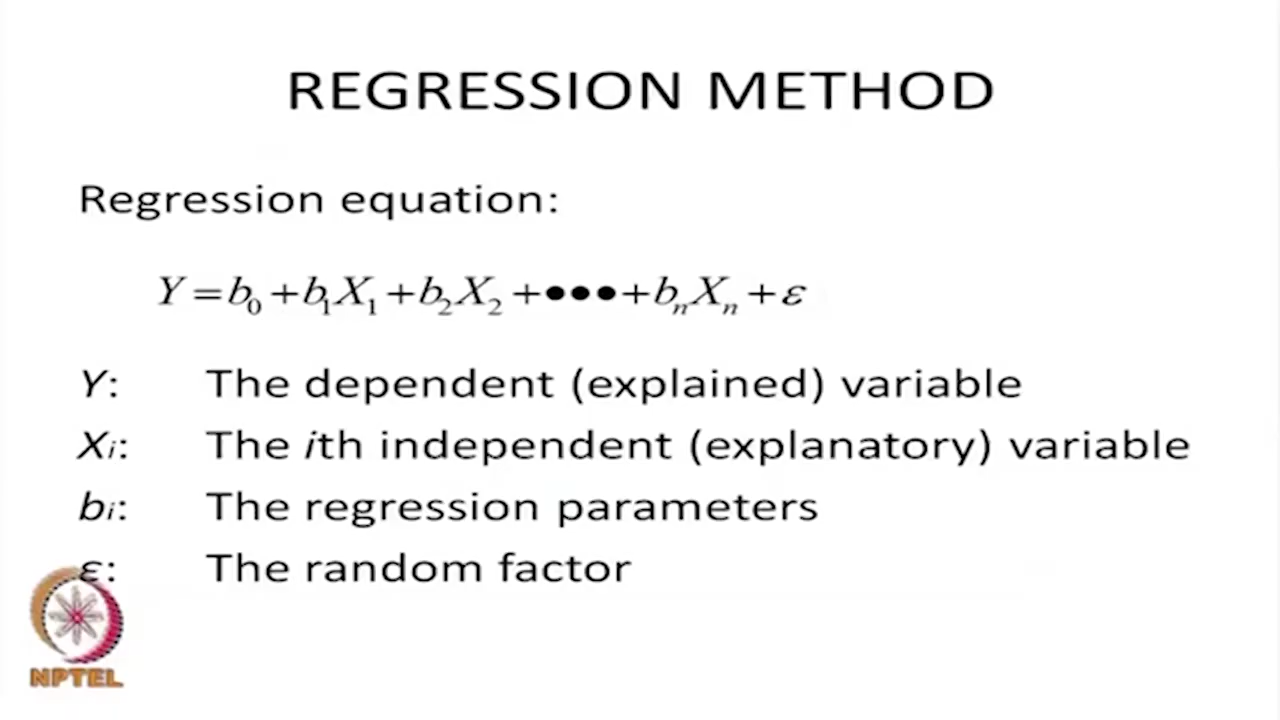 REGRESSION METHOD
Regression equation:
Y = b₀ + b₁X₁ + b₂X₂ + ••• + bₙXₙ + ε
Y: The dependent (explained) variable
Xᵢ: The ith independent (explanatory) variable
bᵢ: The regression parameters
ε: The random factor
NPTEL